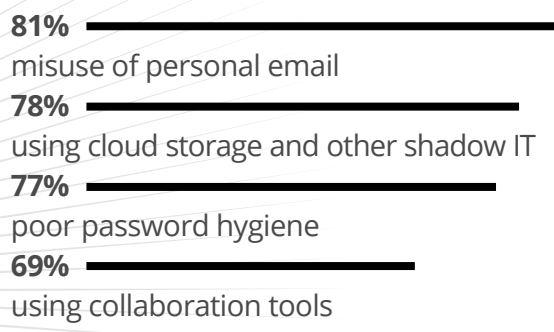 81%
misuse of personal email
78%
using cloud storage and other shadow IT
77%
poor password hygiene
69%
using collaboration tools